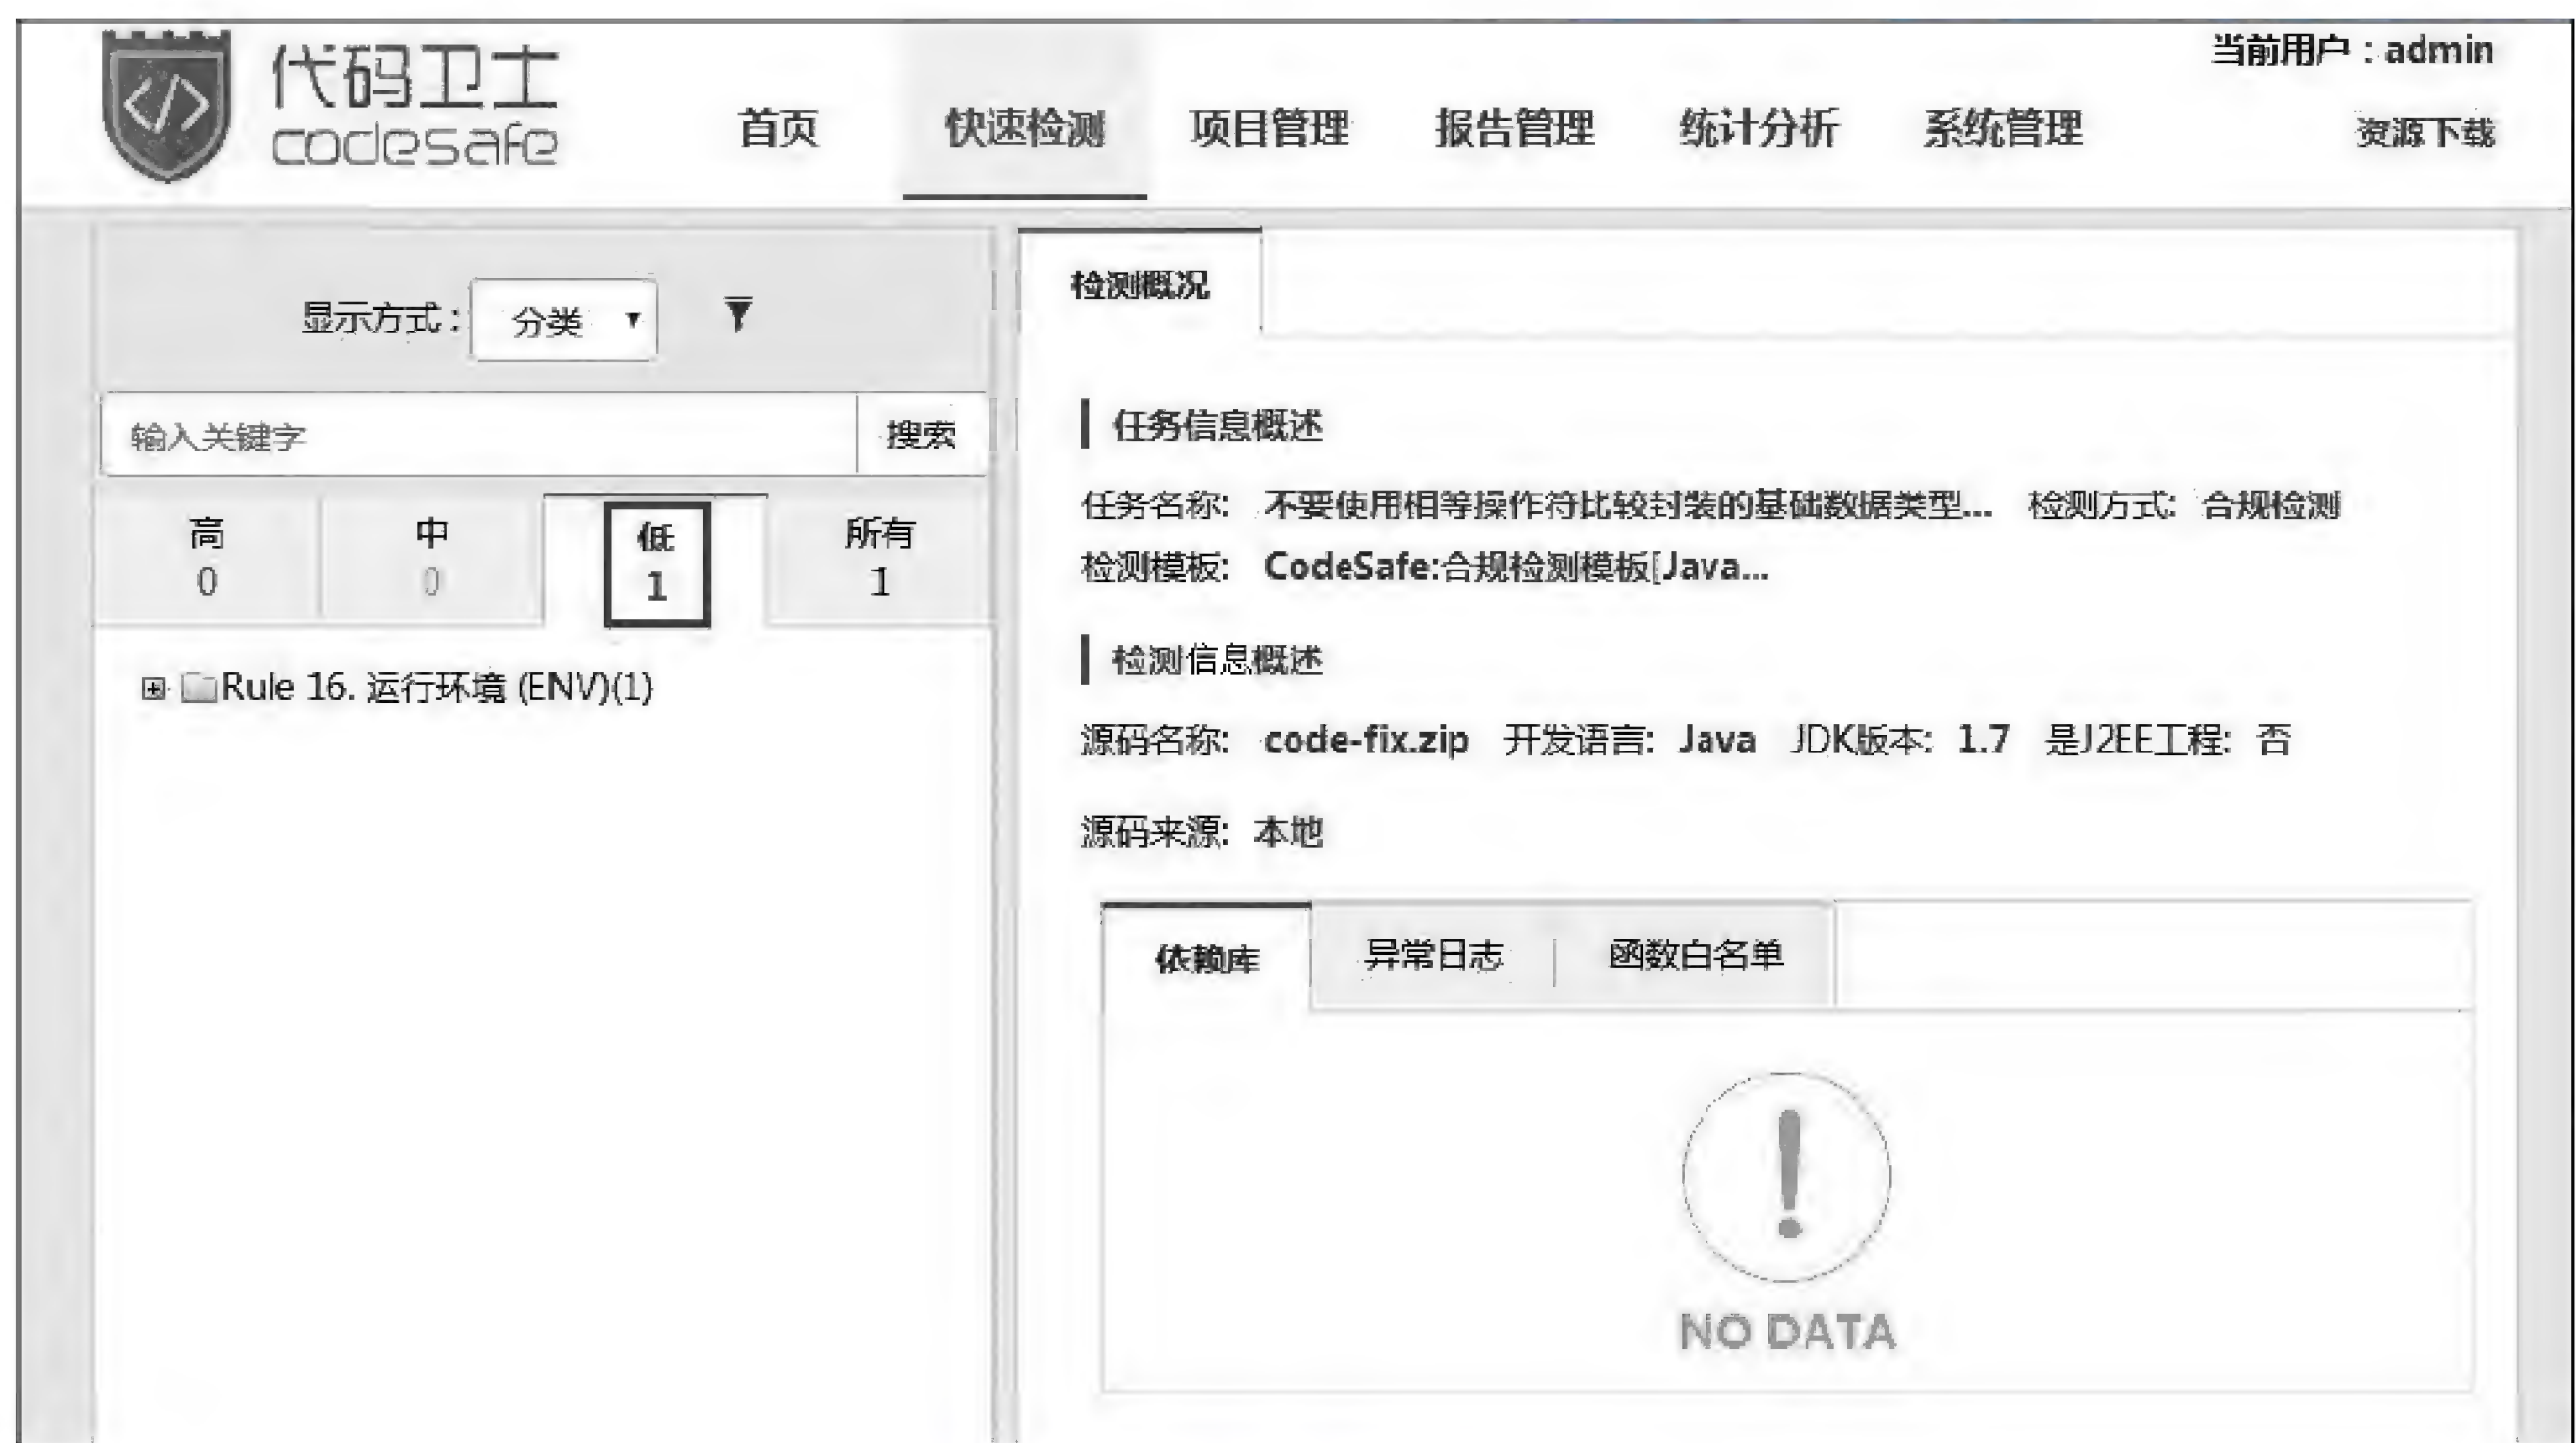 代码卫士
codesafe
当前用户：admin
首页 快速检测 项目管理 报告管理 统计分析 系统管理 资源下载
显示方式： 分类
输入关键字 搜索
高 中 低 所有
0 0 1 1
Rule 16. 运行环境 (ENV)(1)
检测概况
任务信息概述
任务名称: 不要使用相等操作符比较封装的基础数据类型... 检测方式: 合规检测
检测模板: CodeSafe:合规检测模板[Java...
检测信息概述
源码名称: code-fix.zip 开发语言: Java JDK版本: 1.7 是J2EE工程: 否
源码来源: 本地
依赖库 异常日志 函数白名单
NO DATA